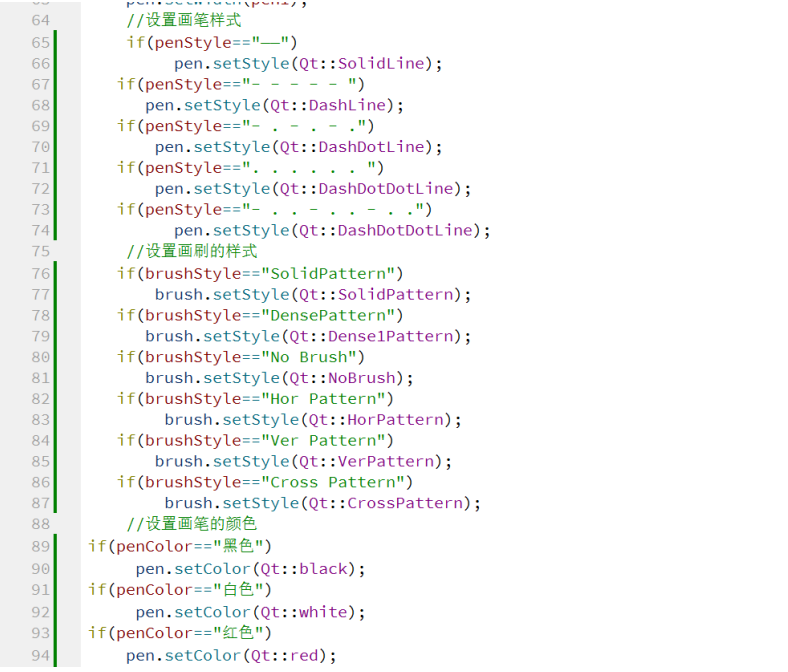 63 pen.setWidth(pen1);
64 //设置画笔样式
65 if(penStyle=="——")
66 pen.setStyle(Qt::SolidLine);
67 if(penStyle=="- - - - - ")
68 pen.setStyle(Qt::DashLine);
69 if(penStyle=="- . - . - .")
70 pen.setStyle(Qt::DashDotLine);
71 if(penStyle==". . . . . . ")
72 pen.setStyle(Qt::DashDotDotLine);
73 if(penStyle=="- . . - . . - . .")
74 pen.setStyle(Qt::DashDotDotLine);
75 //设置画刷的样式
76 if(brushStyle=="SolidPattern")
77 brush.setStyle(Qt::SolidPattern);
78 if(brushStyle=="DensePattern")
79 brush.setStyle(Qt::Dense1Pattern);
80 if(brushStyle=="No Brush")
81 brush.setStyle(Qt::NoBrush);
82 if(brushStyle=="Hor Pattern")
83 brush.setStyle(Qt::HorPattern);
84 if(brushStyle=="Ver Pattern")
85 brush.setStyle(Qt::VerPattern);
86 if(brushStyle=="Cross Pattern")
87 brush.setStyle(Qt::CrossPattern);
88 //设置画笔的颜色
89 if(penColor=="黑色")
90 pen.setColor(Qt::black);
91 if(penColor=="白色")
92 pen.setColor(Qt::white);
93 if(penColor=="红色")
94 pen.setColor(Qt::red);